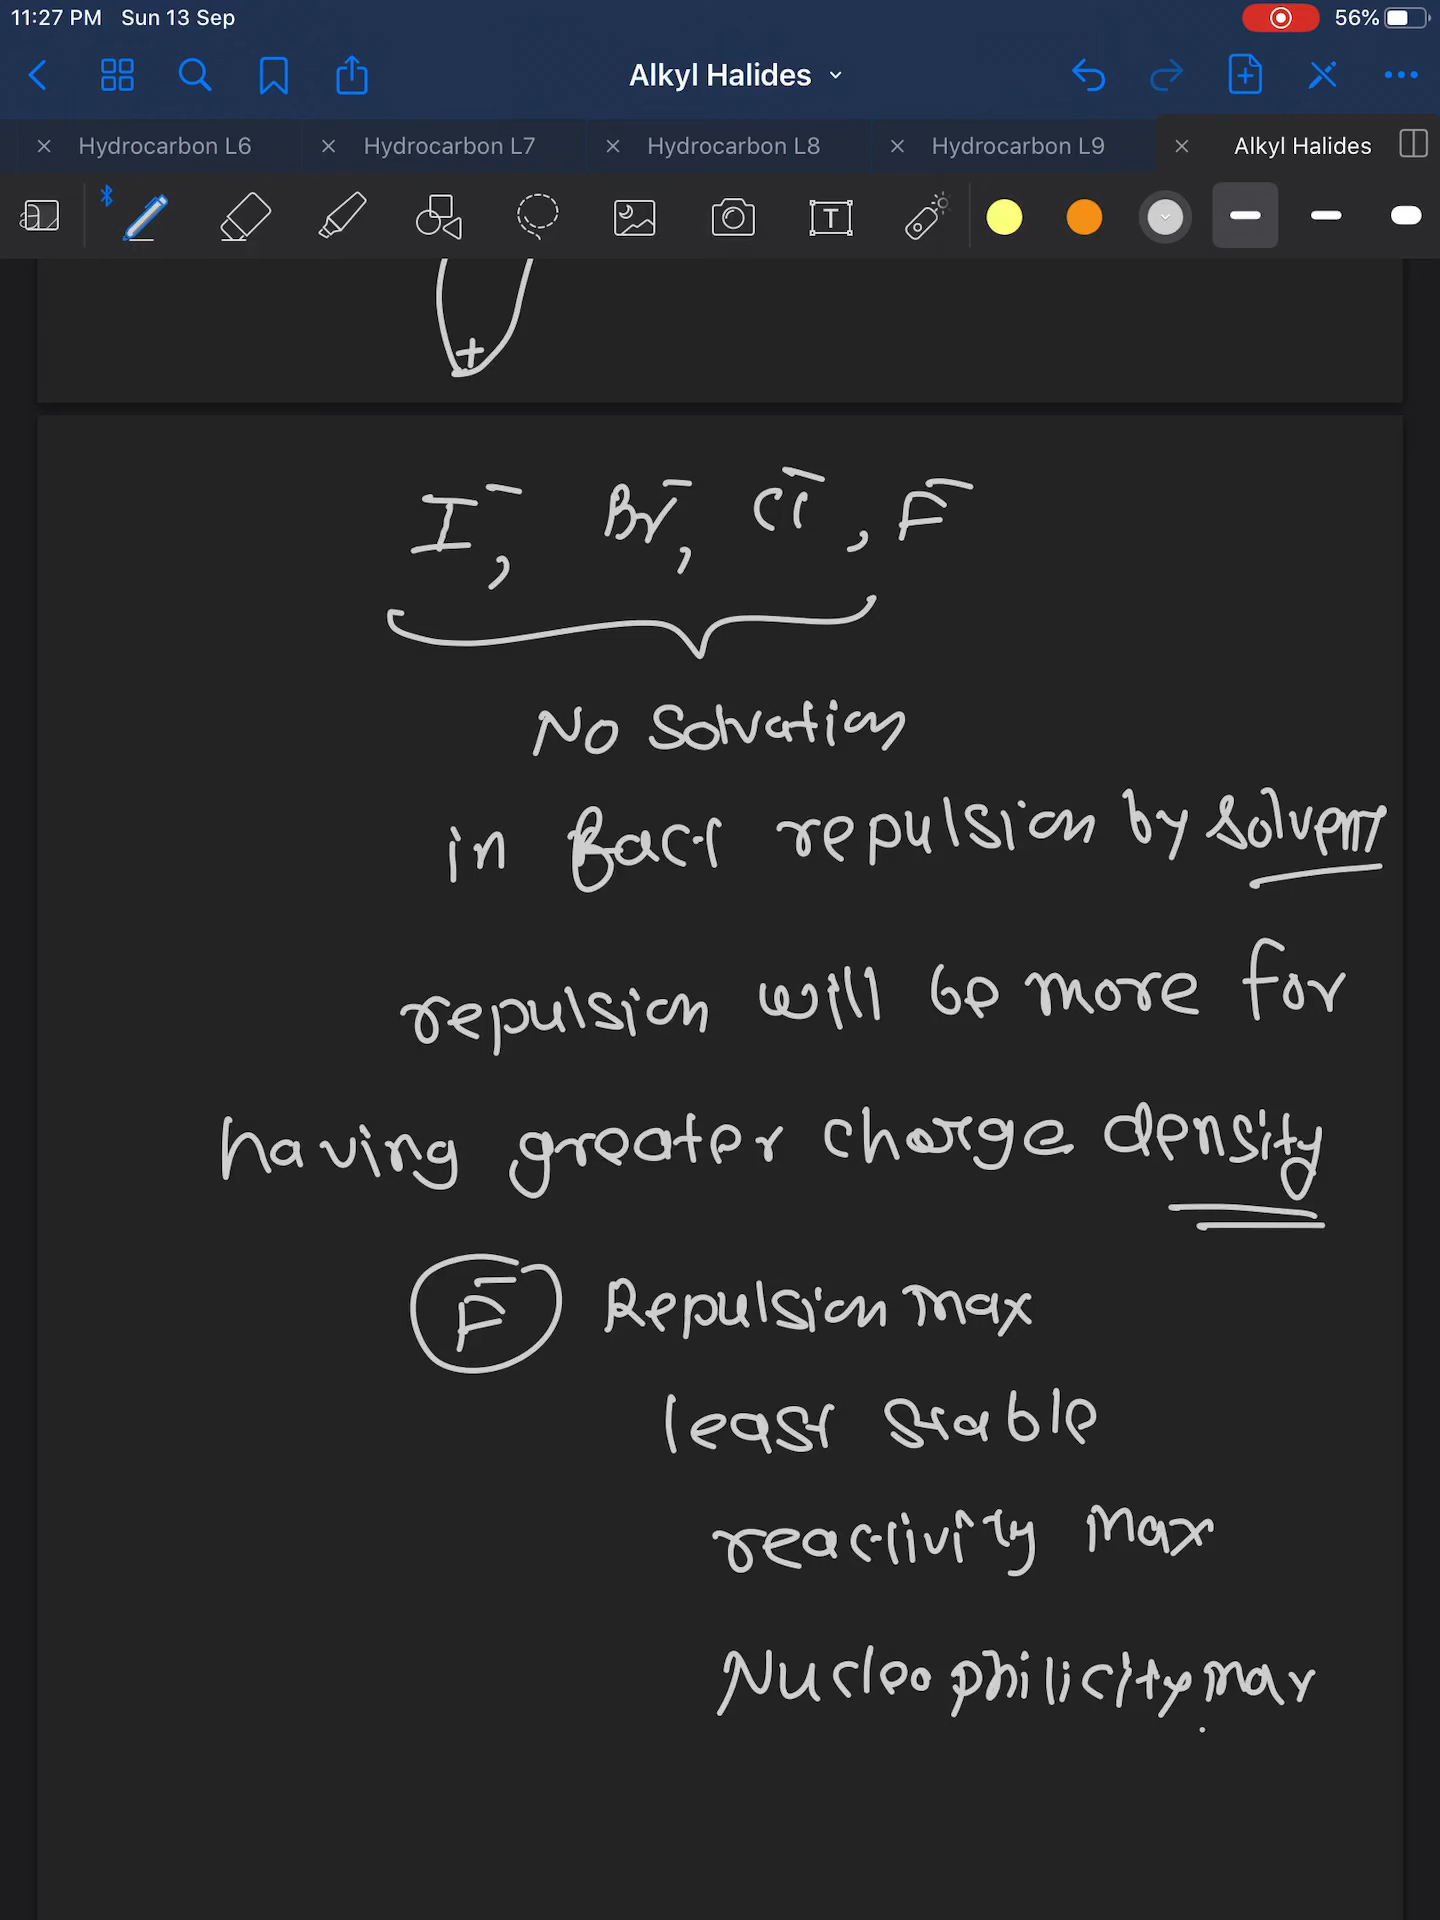 11:27 PM Sun 13 Sep 56%
Alkyl Halides
Hydrocarbon L6 Hydrocarbon L7 Hydrocarbon L8 Hydrocarbon L9 Alkyl Halides
+
I⁻, Br⁻, Cl⁻, F⁻
No Solvation
in fact repulsion by solvent
repulsion will be more for
having greater charge density
F⁻ Repulsion max
least stable
reactivity max
Nucleophilicity max